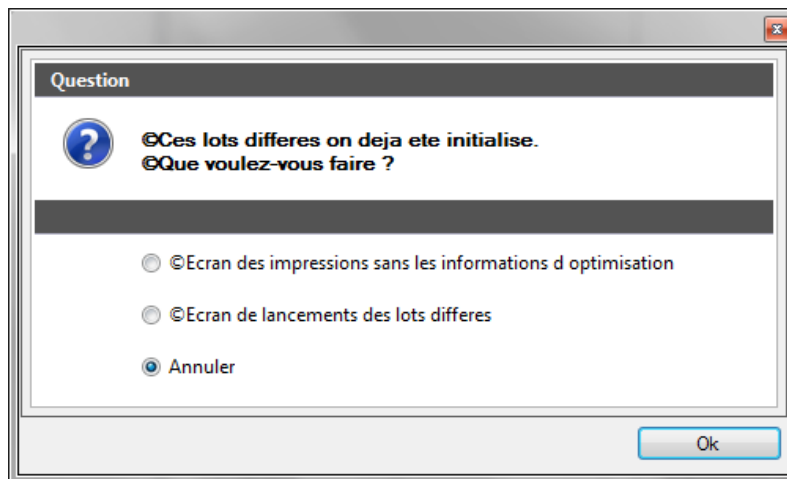 Question
©Ces lots differes on deja ete initialise.
©Que voulez-vous faire ?
©Ecran des impressions sans les informations d optimisation
©Ecran de lancements des lots differes
Annuler
Ok